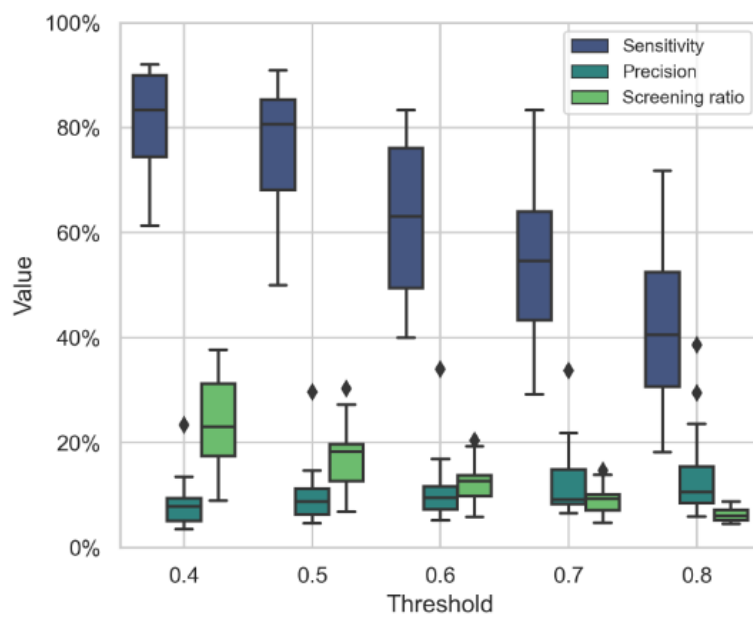 100%
80%
60%
40%
20%
0%
Value
Sensitivity
Precision
Screening ratio
0.4 0.5 0.6 0.7 0.8
Threshold